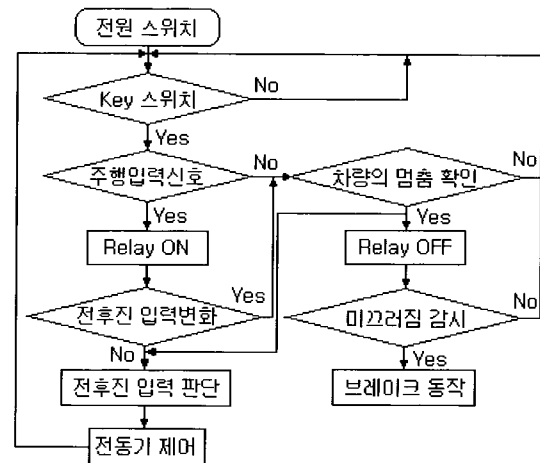 전원 스위치
Key 스위치
No
Yes
주행입력신호
No
차량의 멈춤 확인
No
Yes
Yes
Relay ON
Relay OFF
전후진 입력변화
Yes
미끄러짐 감시
No
No
Yes
전후진 입력 판단
브레이크 동작
전동기 제어